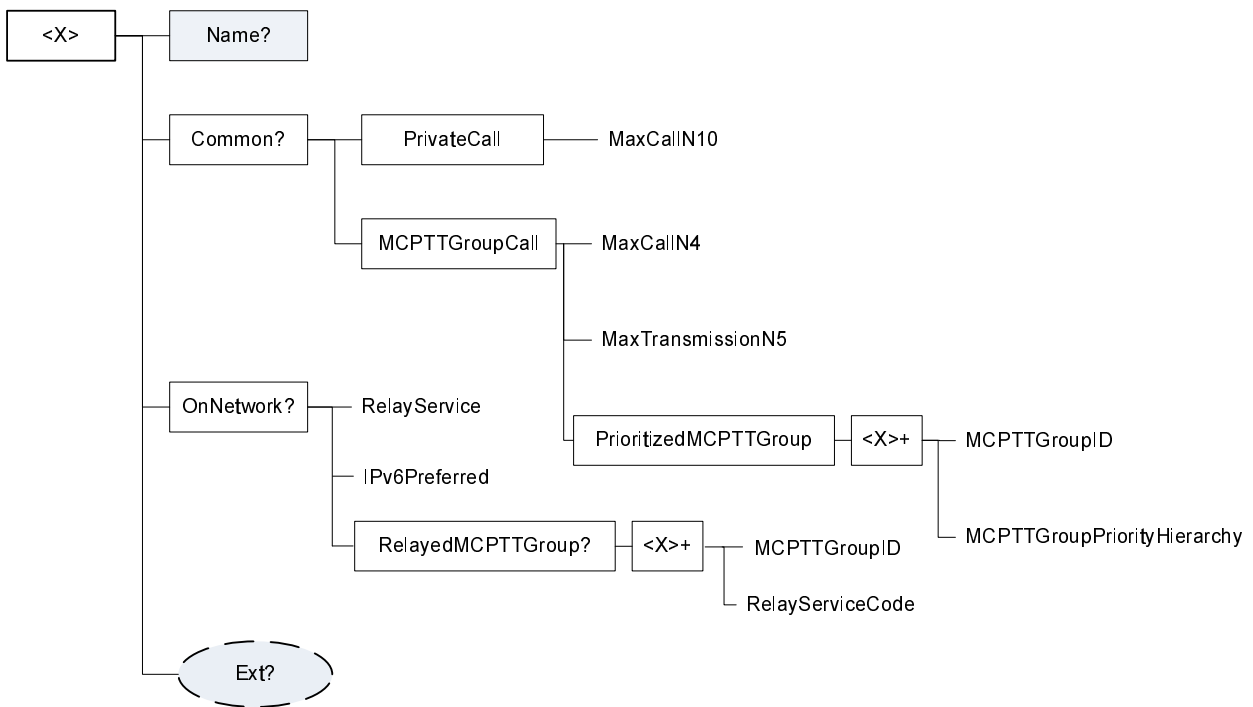 <X>
Name?
Common?
PrivateCall
MaxCallN10
MCPTTGroupCall
MaxCallN4
MaxTransmissionN5
OnNetwork?
RelayService
PrioritizedMCPTTGroup
<X>+
MCPTTGroupID
IPv6Preferred
MCPTTGroupPriorityHierarchy
RelayedMCPTTGroup?
<X>+
MCPTTGroupID
RelayServiceCode
Ext?